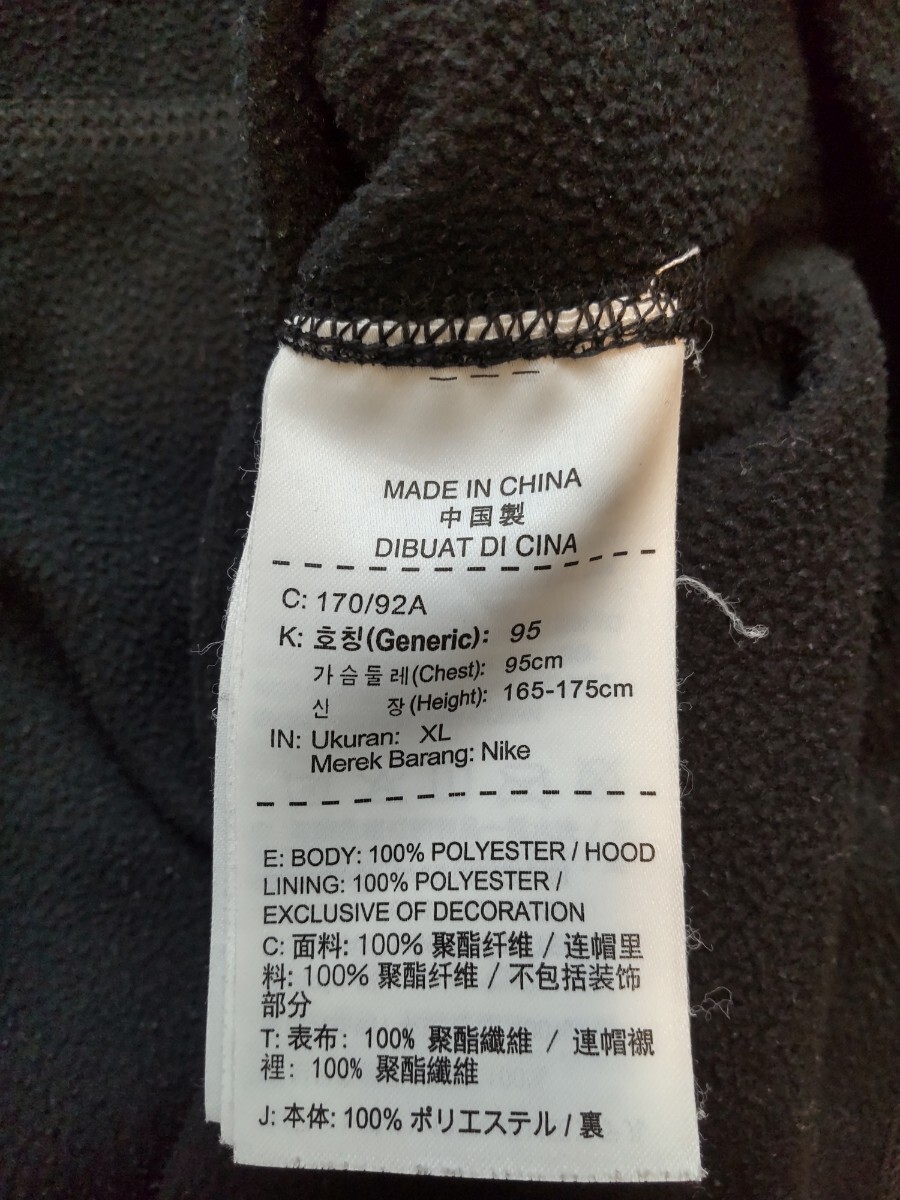 MADE IN CHINA
中国製
DIBUAT DI CINA
C: 170/92A
K: 호칭(Generic): 95
가슴둘레(Chest): 95cm
신 장(Height): 165-175cm
IN: Ukuran: XL
Merek Barang: Nike
E: BODY: 100% POLYESTER / HOOD
LINING: 100% POLYESTER /
EXCLUSIVE OF DECORATION
C: 面料: 100% 聚酯纤维 / 连帽里
料: 100% 聚酯纤维 / 不包括装饰
部分
T: 表布: 100% 聚酯纖維 / 連帽襯
裡: 100% 聚酯纖維
J: 本体: 100% ポリエステル / 裏